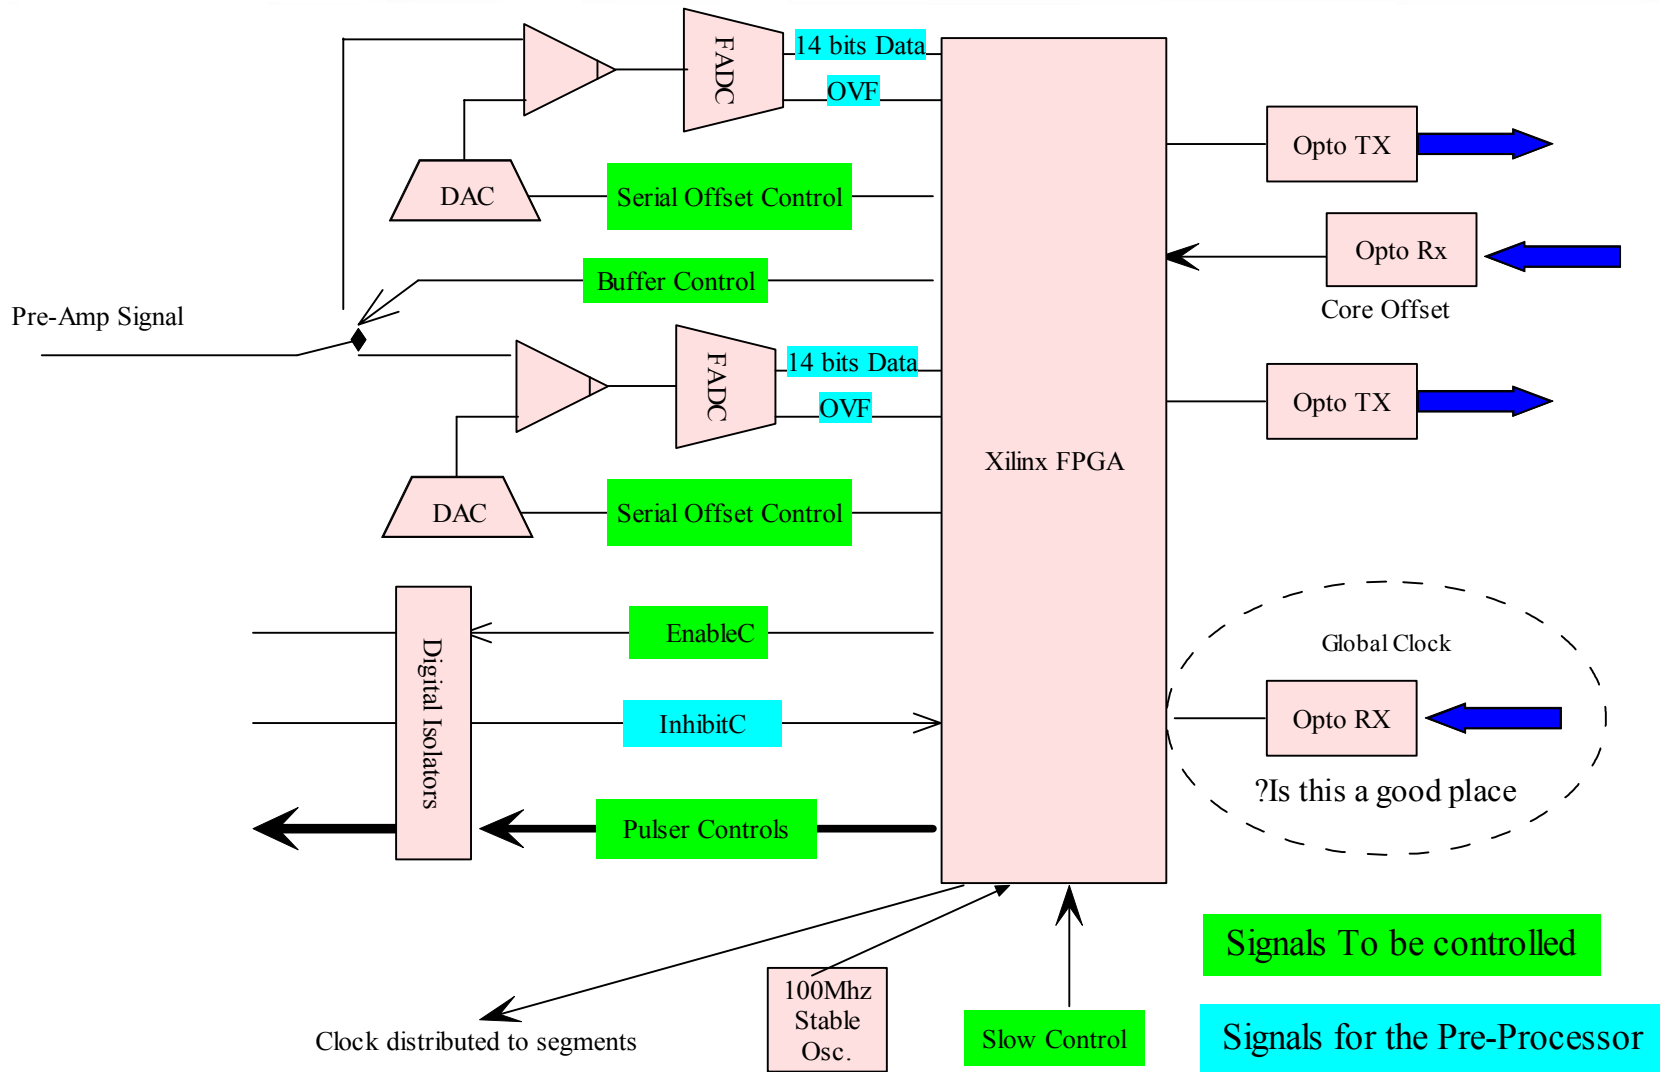 FADC
14 bits Data
OVF
DAC
Serial Offset Control
Opto TX
Opto Rx
Core Offset
Buffer Control
Pre-Amp Signal
FADC
14 bits Data
OVF
Opto TX
DAC
Serial Offset Control
Xilinx FPGA
Digital Isolators
EnableC
InhibitC
Pulser Controls
Global Clock
Opto RX
?Is this a good place
Clock distributed to segments
100Mhz
Stable
Osc.
Slow Control
Signals To be controlled
Signals for the Pre-Processor